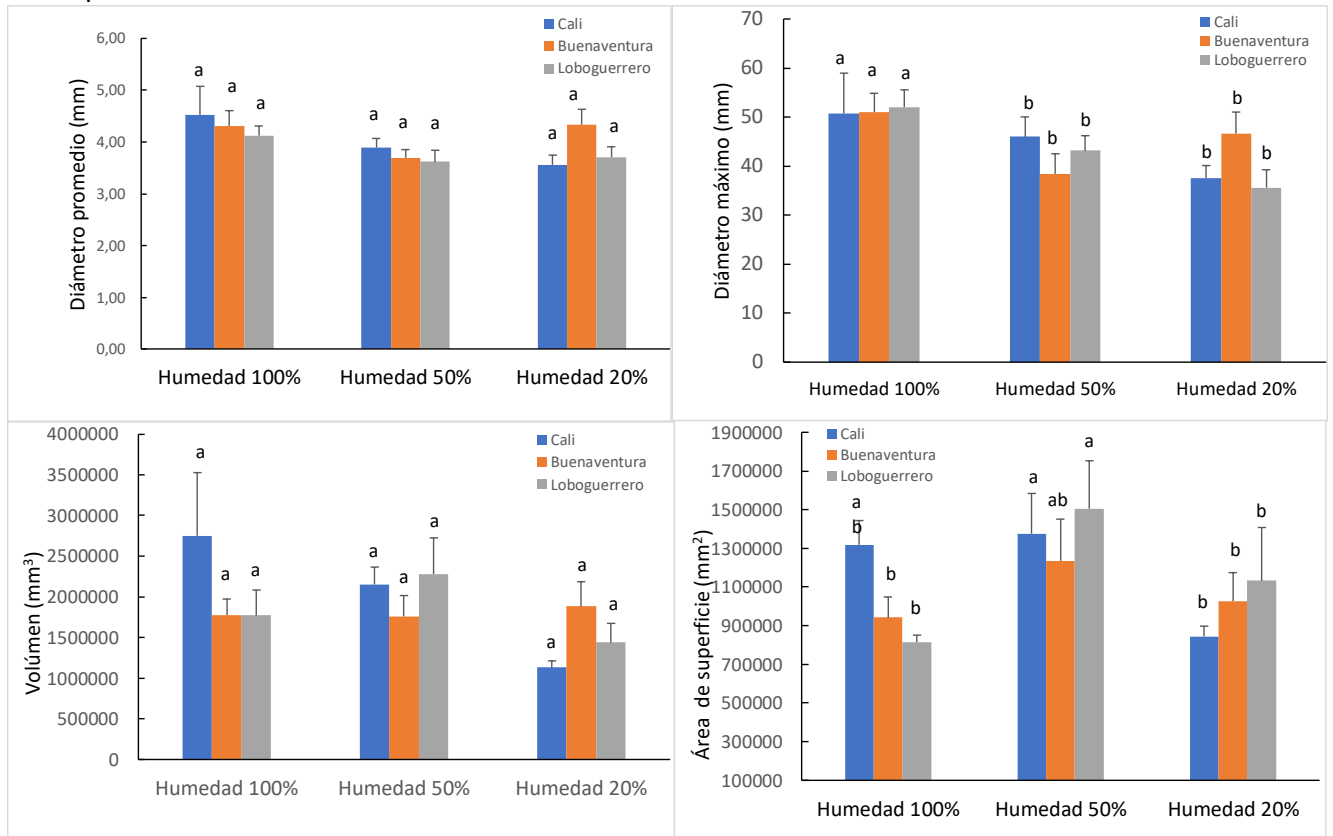 Diámetro promedio (mm)
6,00
5,00
4,00
3,00
2,00
1,00
0,00
Cali
Buenaventura
Loboguerrero
a a a
a a a
a a a
Humedad 100% Humedad 50% Humedad 20%
Diámetro máximo (mm)
70
60
50
40
30
20
10
0
Cali
Buenaventura
Loboguerrero
a a a
b b b
b b b
Humedad 100% Humedad 50% Humedad 20%
Volúmen (mm3)
4000000
3500000
3000000
2500000
2000000
1500000
1000000
500000
0
Cali
Buenaventura
Loboguerrero
a a a
a a a
a a a
Humedad 100% Humedad 50% Humedad 20%
Área de superficie (mm2)
1900000
1700000
1500000
1300000
1100000
900000
700000
500000
300000
100000
Cali
Buenaventura
Loboguerrero
a
b b b
a ab a
b b b
Humedad 100% Humedad 50% Humedad 20%